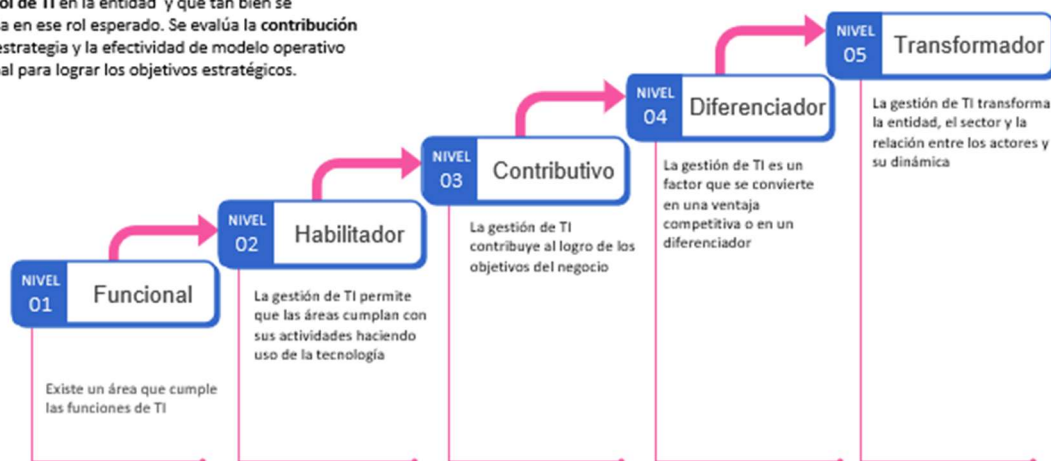 ol de TI en la entidad y que tan bien se
a en ese rol esperado. Se evalúa la contribución
estrategia y la efectividad de modelo operativo
al para lograr los objetivos estratégicos.
NIVEL
05
Transformador
La gestión de TI transforma
la entidad, el sector y la
relación entre los actores y
su dinámica
NIVEL
04
Diferenciador
La gestión de TI es un
factor que se convierte
en una ventaja
competitiva o en un
diferenciador
NIVEL
03
Contributivo
La gestión de TI
contribuye al logro de los
objetivos del negocio
NIVEL
02
Habilitador
La gestión de TI permite
que las áreas cumplan con
sus actividades haciendo
uso de la tecnología
NIVEL
01
Funcional
Existe un área que cumple
las funciones de TI